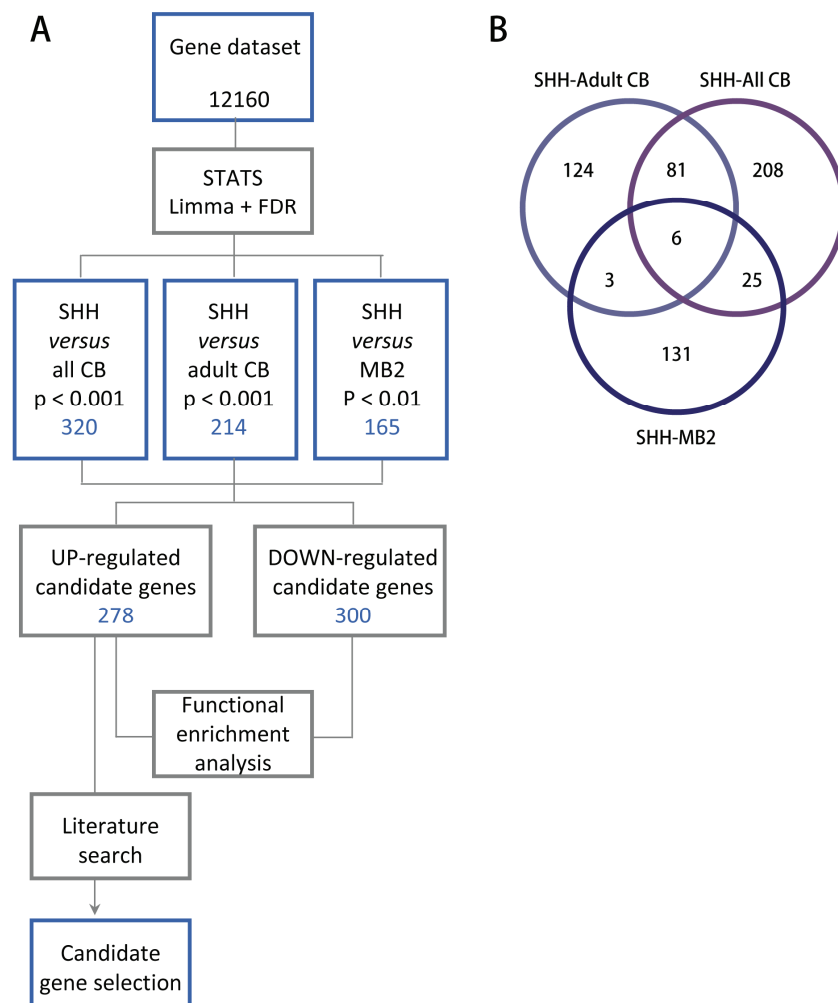 A
Gene dataset
12160
STATS
Limma + FDR
SHH
versus
all CB
p < 0.001
320
SHH
versus
adult CB
p < 0.001
214
SHH
versus
MB2
P < 0.01
165
UP-regulated
candidate genes
278
DOWN-regulated
candidate genes
300
Functional
enrichment
analysis
Literature
search
Candidate
gene selection
B
SHH-Adult CB
SHH-All CB
124
81
208
6
3
25
131
SHH-MB2